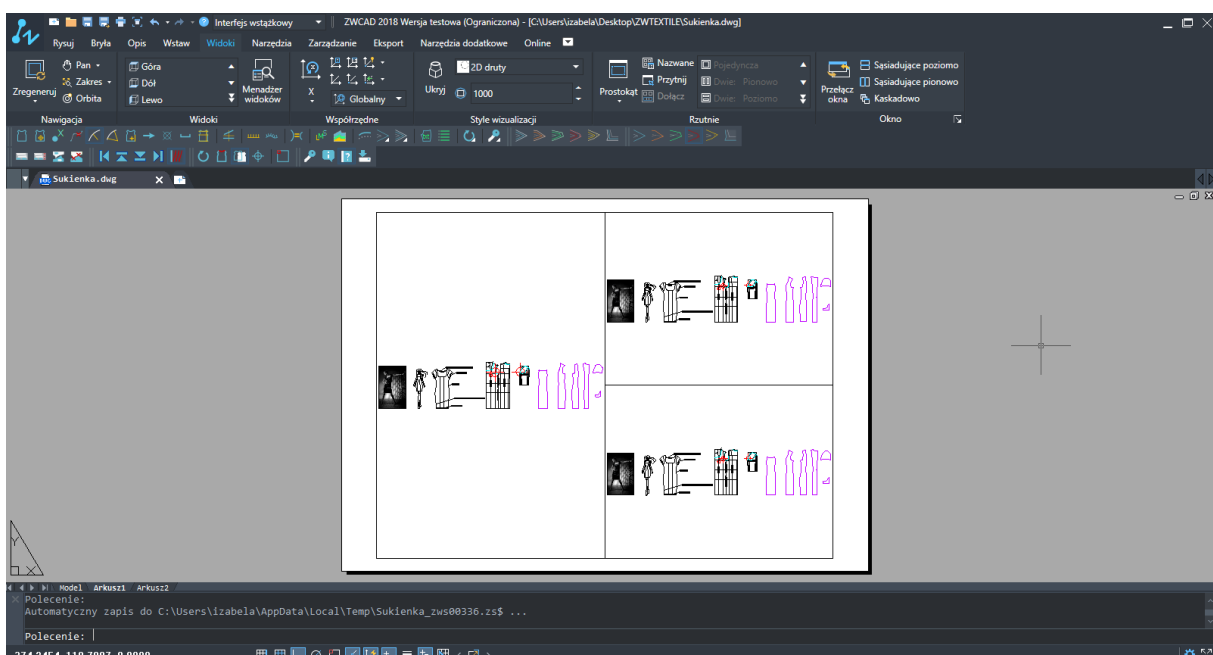 Interfejs wstążkowy
ZWCAD 2018 Wersja testowa (Ograniczona) - [C:\Users\izabela\Desktop\ZWTEXTILE\Sukienka.dwg]
Rysuj Bryła Opis Wstaw Widoki Narzędzia Zarządzanie Eksport Narzędzia dodatkowe Online
Zregeneruj
Pan
Zakres
Orbita
Nawigacja
Góra
Dół
Lewo
Menadżer widoków
Widoki
X
Globalny
Współrzędne
Ukryj
2D druty
1000
Style wizualizacji
Prostokąt
Nazwane
Przytnij
Dołącz
Pojedyncza
Dwie: Pionowo
Dwie: Poziomo
Rzutnie
Przełącz okna
Sąsiadujące poziomo
Sąsiadujące pionowo
Kaskadowo
Okno
Sukienka.dwg
Y
X
Model Arkusz1 Arkusz2
Polecenie:
Automatyczny zapis do C:\Users\izabela\AppData\Local\Temp\Sukienka_zws00336.zs$ ...
Polecenie: